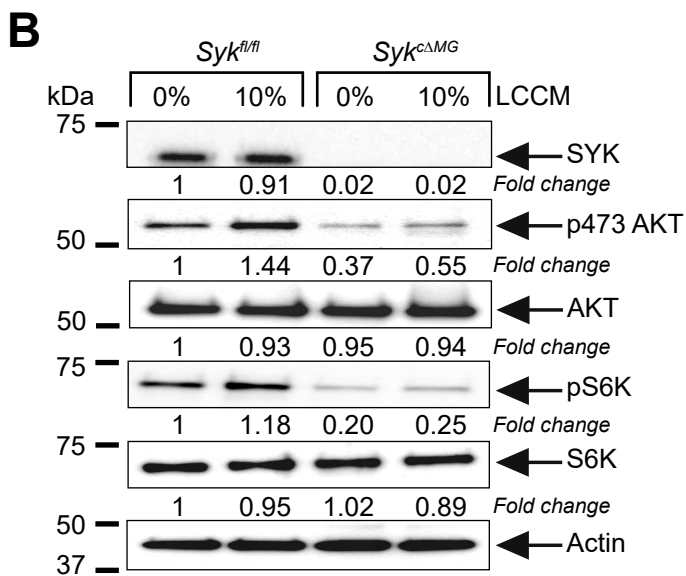 B
Syk^fl/fl Syk^cΔMG
kDa 0% 10% 0% 10% LCCM
75
SYK
1 0.91 0.02 0.02 Fold change
p473 AKT
50
1 1.44 0.37 0.55 Fold change
AKT
50
1 0.93 0.95 0.94 Fold change
75
pS6K
1 1.18 0.20 0.25 Fold change
75
S6K
1 0.95 1.02 0.89 Fold change
50
Actin
37